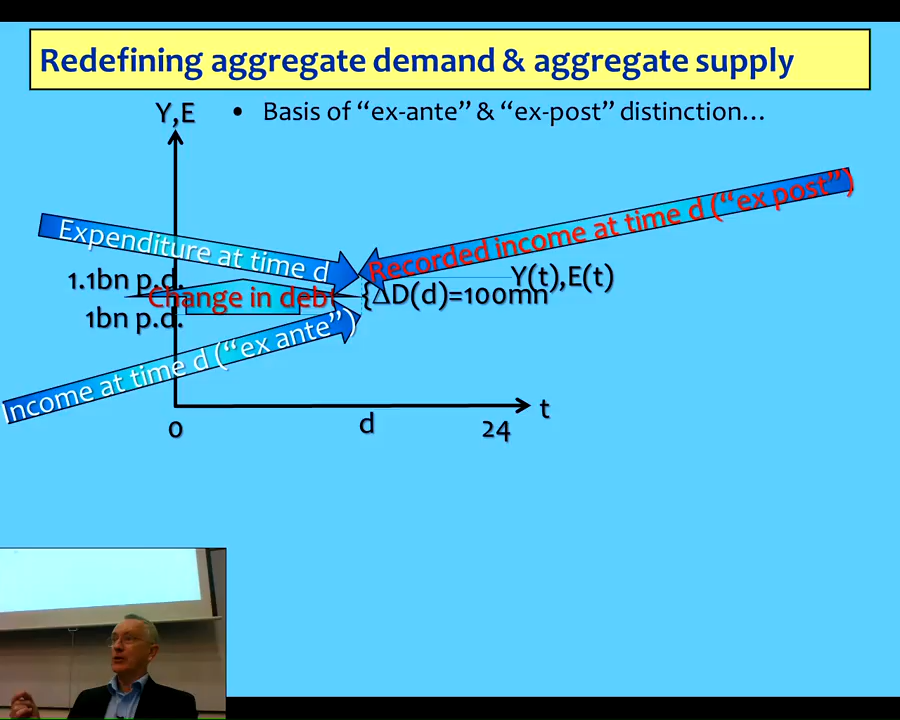 Redefining aggregate demand & aggregate supply
Y,E
• Basis of “ex-ante” & “ex-post” distinction…
Expenditure at time d
Recorded income at time d (“ex post”)
1.1bn p.d.
Change in debt
{ΔD(d)=100mn
Y(t),E(t)
1bn p.d.
Income at time d (“ex ante”)
0
d
24
t